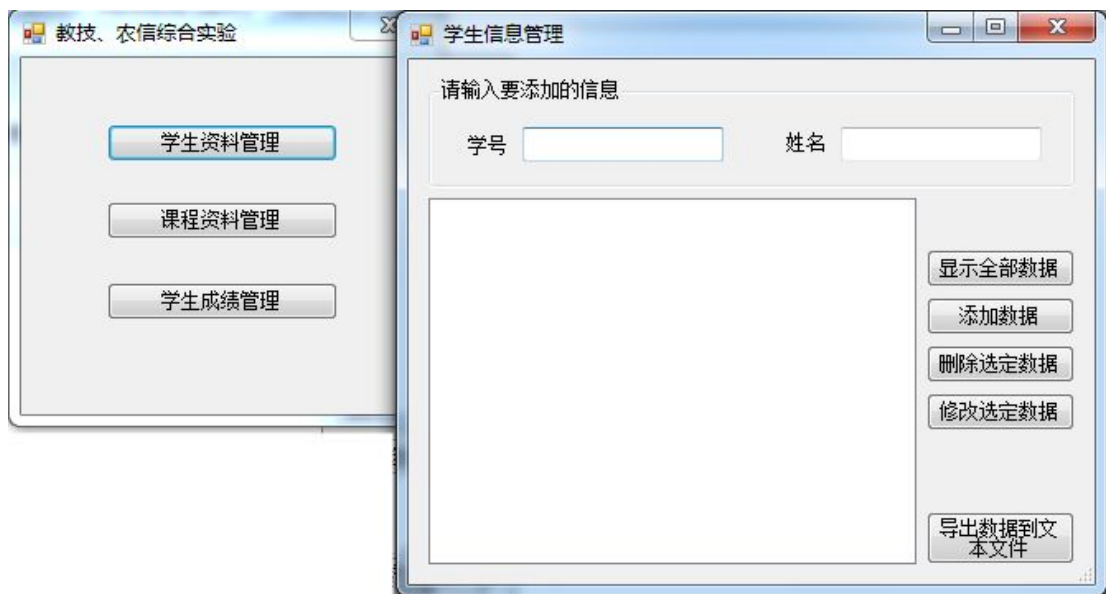 教技、农信综合实验
学生资料管理
课程资料管理
学生成绩管理
学生信息管理
请输入要添加的信息
学号
姓名
显示全部数据
添加数据
删除选定数据
修改选定数据
导出数据到文
本文件